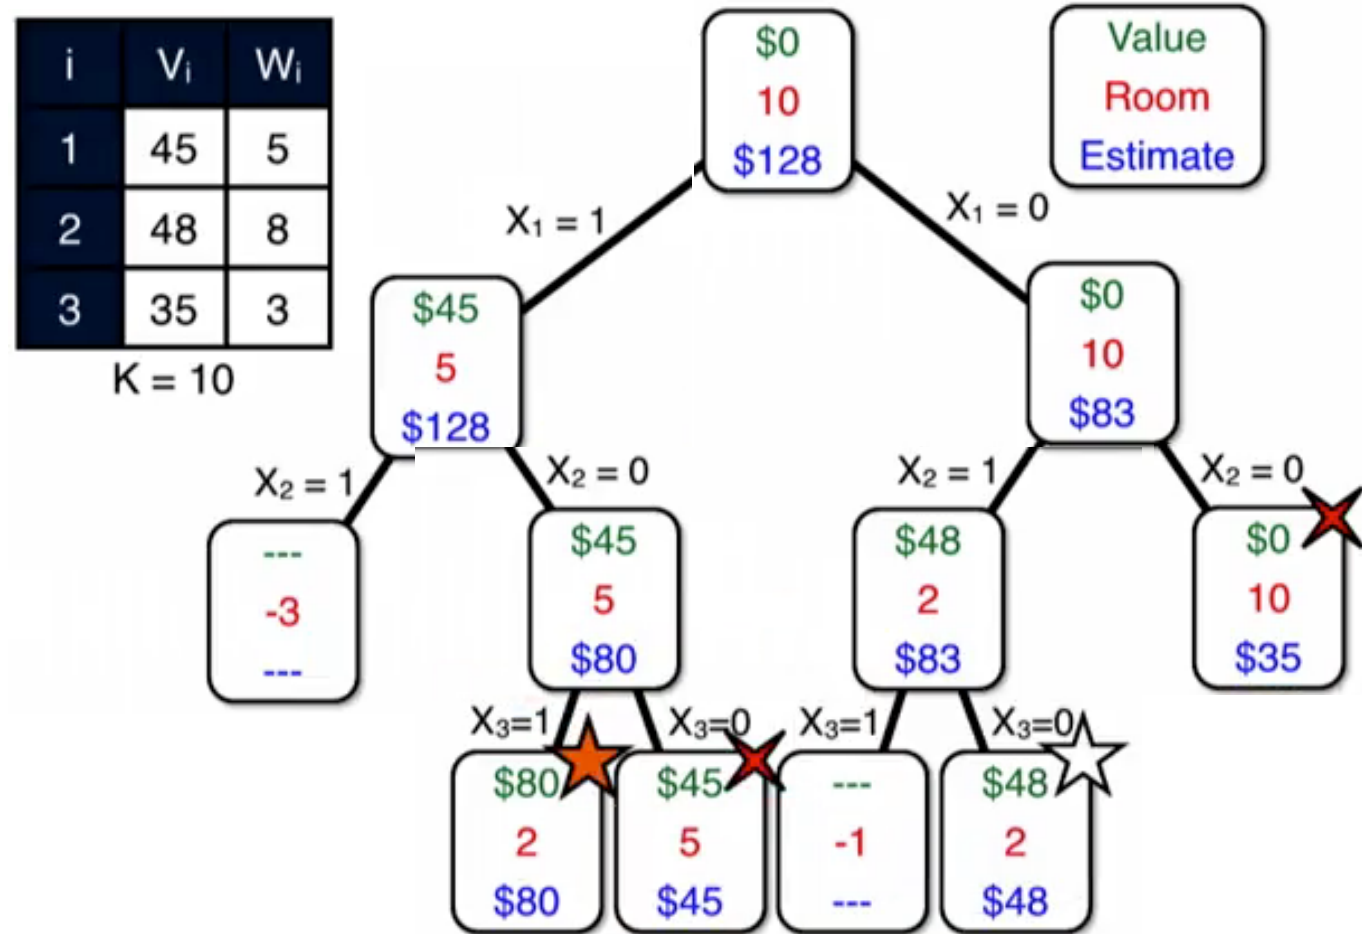 i Vᵢ Wᵢ
1 45 5
2 48 8
3 35 3
K = 10
$0
10
$128
Value
Room
Estimate
X₁ = 1
X₁ = 0
$45
5
$128
$0
10
$83
X₂ = 1
X₂ = 0
X₂ = 1
X₂ = 0
---
-3
---
$45
5
$80
$48
2
$83
$0
10
$35
X₃=1
X₃=0
X₃=1
X₃=0
$80
2
$80
$45
5
$45
---
-1
---
$48
2
$48